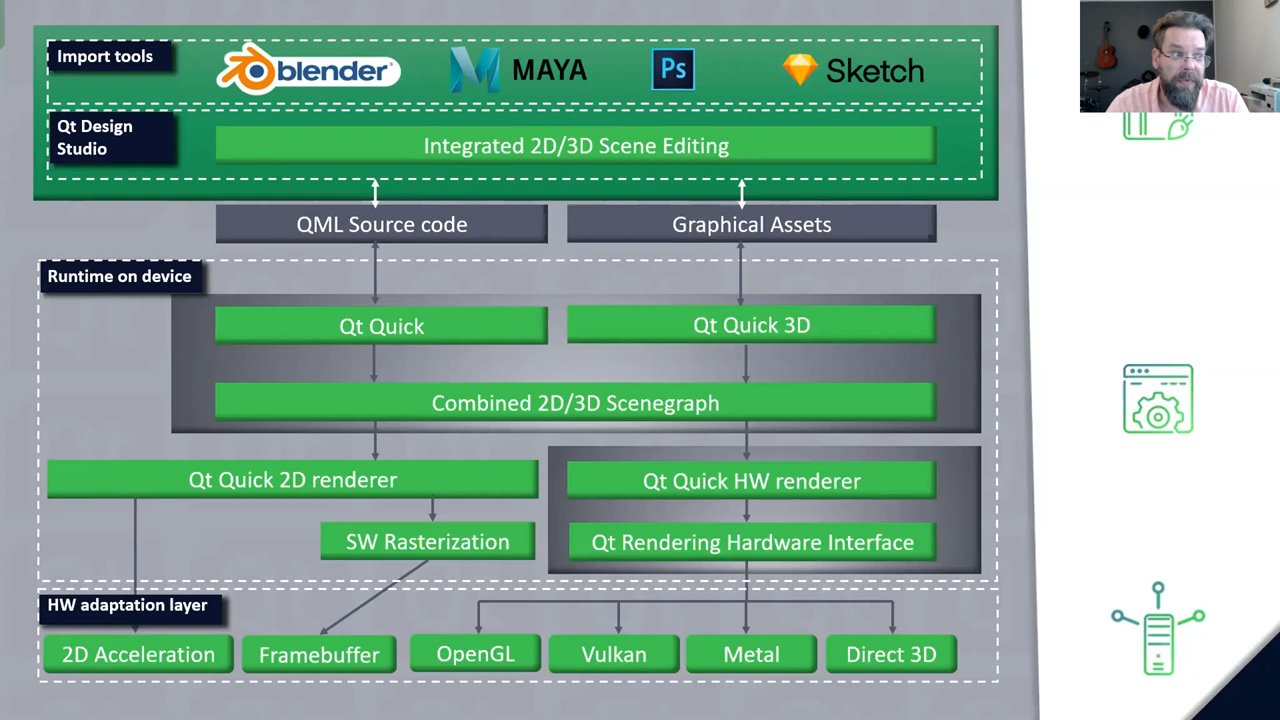 Import tools
blender
MAYA
Ps
Sketch
Qt Design
Studio
Integrated 2D/3D Scene Editing
QML Source code
Graphical Assets
Runtime on device
Qt Quick
Qt Quick 3D
Combined 2D/3D Scenegraph
Qt Quick 2D renderer
Qt Quick HW renderer
SW Rasterization
Qt Rendering Hardware Interface
HW adaptation layer
2D Acceleration
Framebuffer
OpenGL
Vulkan
Metal
Direct 3D